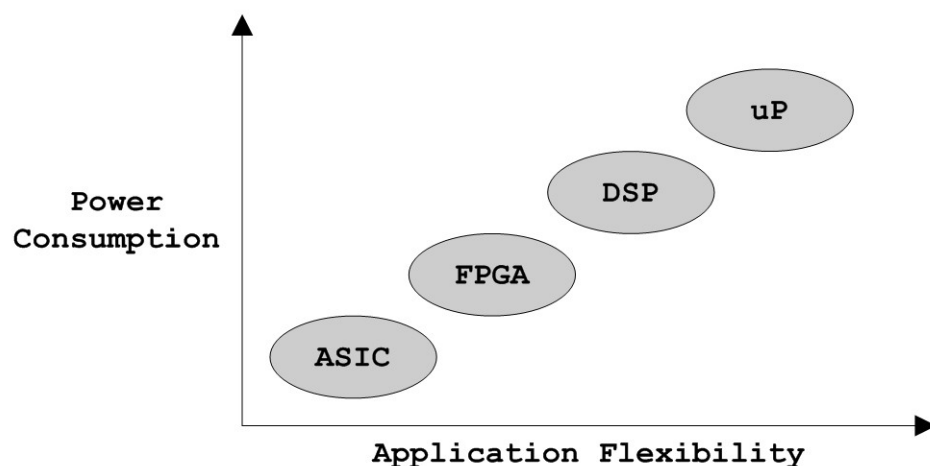 uP
DSP
Power
Consumption
FPGA
ASIC
Application Flexibility